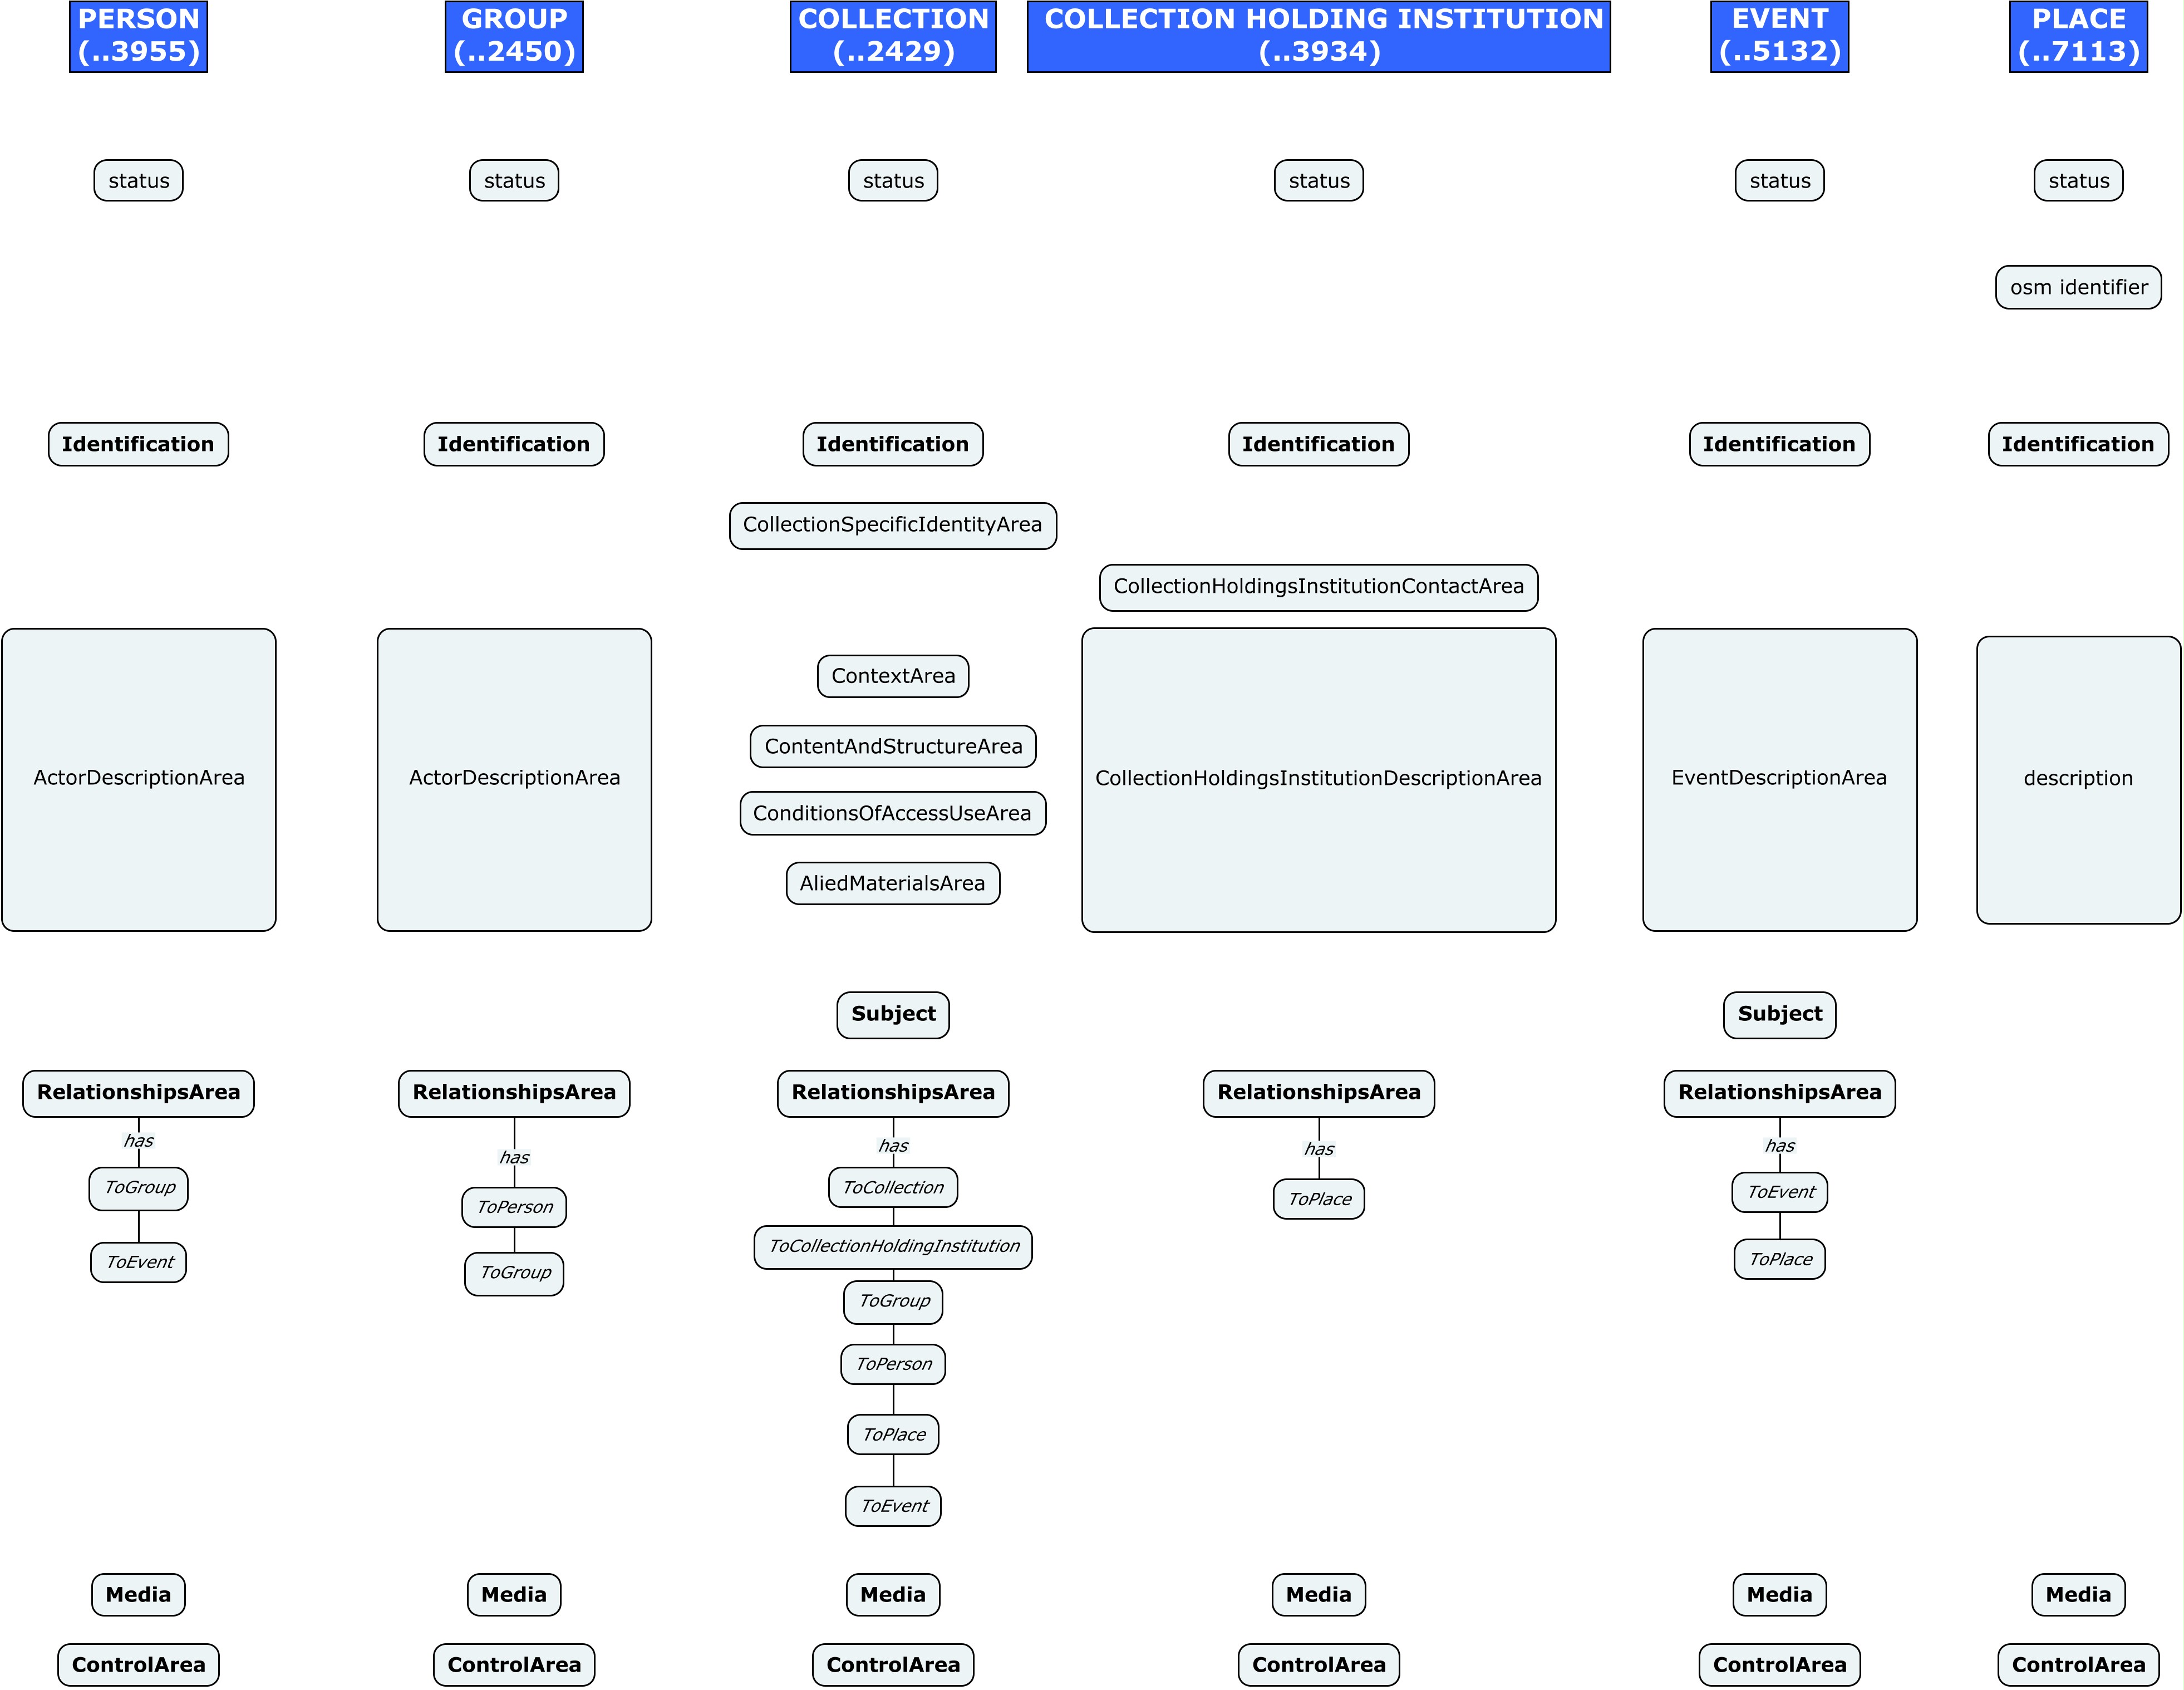 PERSON
(..3955)
GROUP
(..2450)
COLLECTION
(..2429)
COLLECTION HOLDING INSTITUTION
(..3934)
EVENT
(..5132)
PLACE
(..7113)
status
status
status
status
status
status
osm identifier
Identification
Identification
Identification
Identification
Identification
Identification
CollectionSpecificIdentityArea
CollectionHoldingsInstitutionContactArea
ActorDescriptionArea
ActorDescriptionArea
ContextArea
ContentAndStructureArea
ConditionsOfAccessUseArea
AliedMaterialsArea
CollectionHoldingsInstitutionDescriptionArea
EventDescriptionArea
description
Subject
Subject
RelationshipsArea
RelationshipsArea
RelationshipsArea
RelationshipsArea
RelationshipsArea
has
ToGroup
ToEvent
has
ToPerson
ToGroup
has
ToCollection
ToCollectionHoldingInstitution
ToGroup
ToPerson
ToPlace
ToEvent
has
ToPlace
has
ToEvent
ToPlace
Media
Media
Media
Media
Media
Media
ControlArea
ControlArea
ControlArea
ControlArea
ControlArea
ControlArea